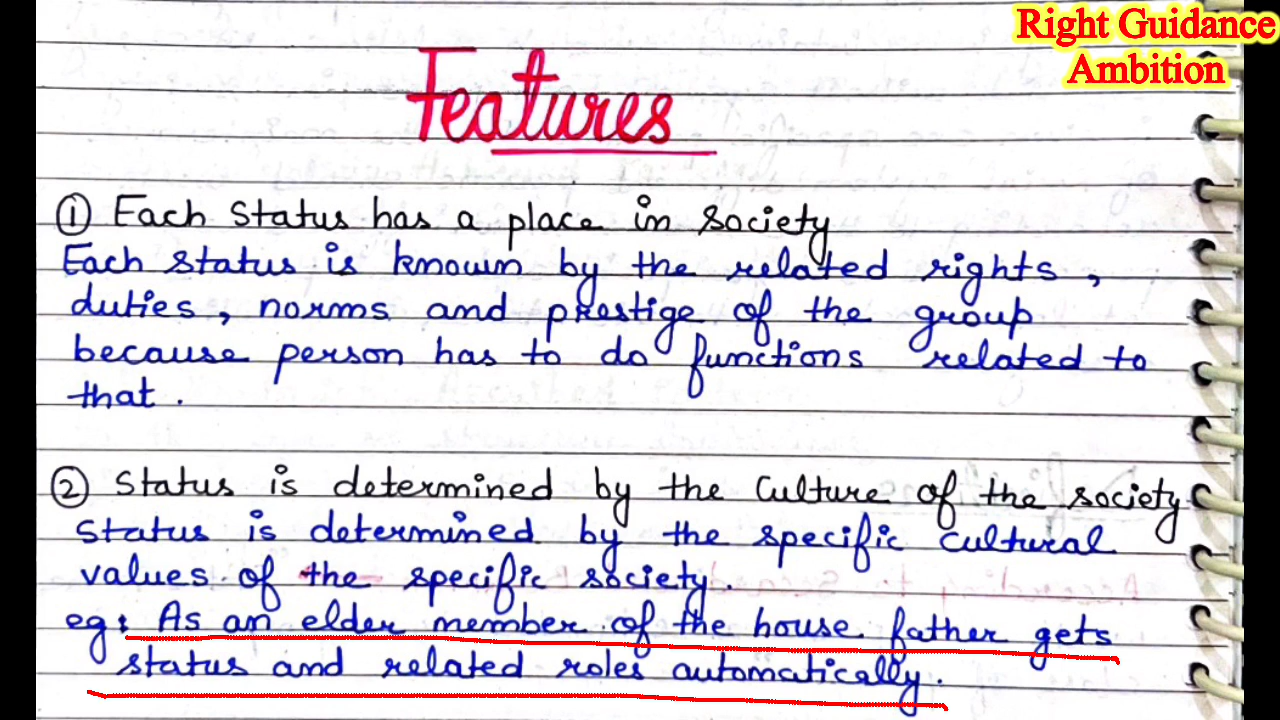 Right Guidance
Ambition
Features
① Each Status has a place in society
Each status is known by the related rights,
duties, norms and prestige of the group
because person has to do functions related to
that.
② Status is determined by the Culture of the society
Status is determined by the specific cultural
values of the specific society.
eg: As an elder member of the house father gets
status and related roles automatically.